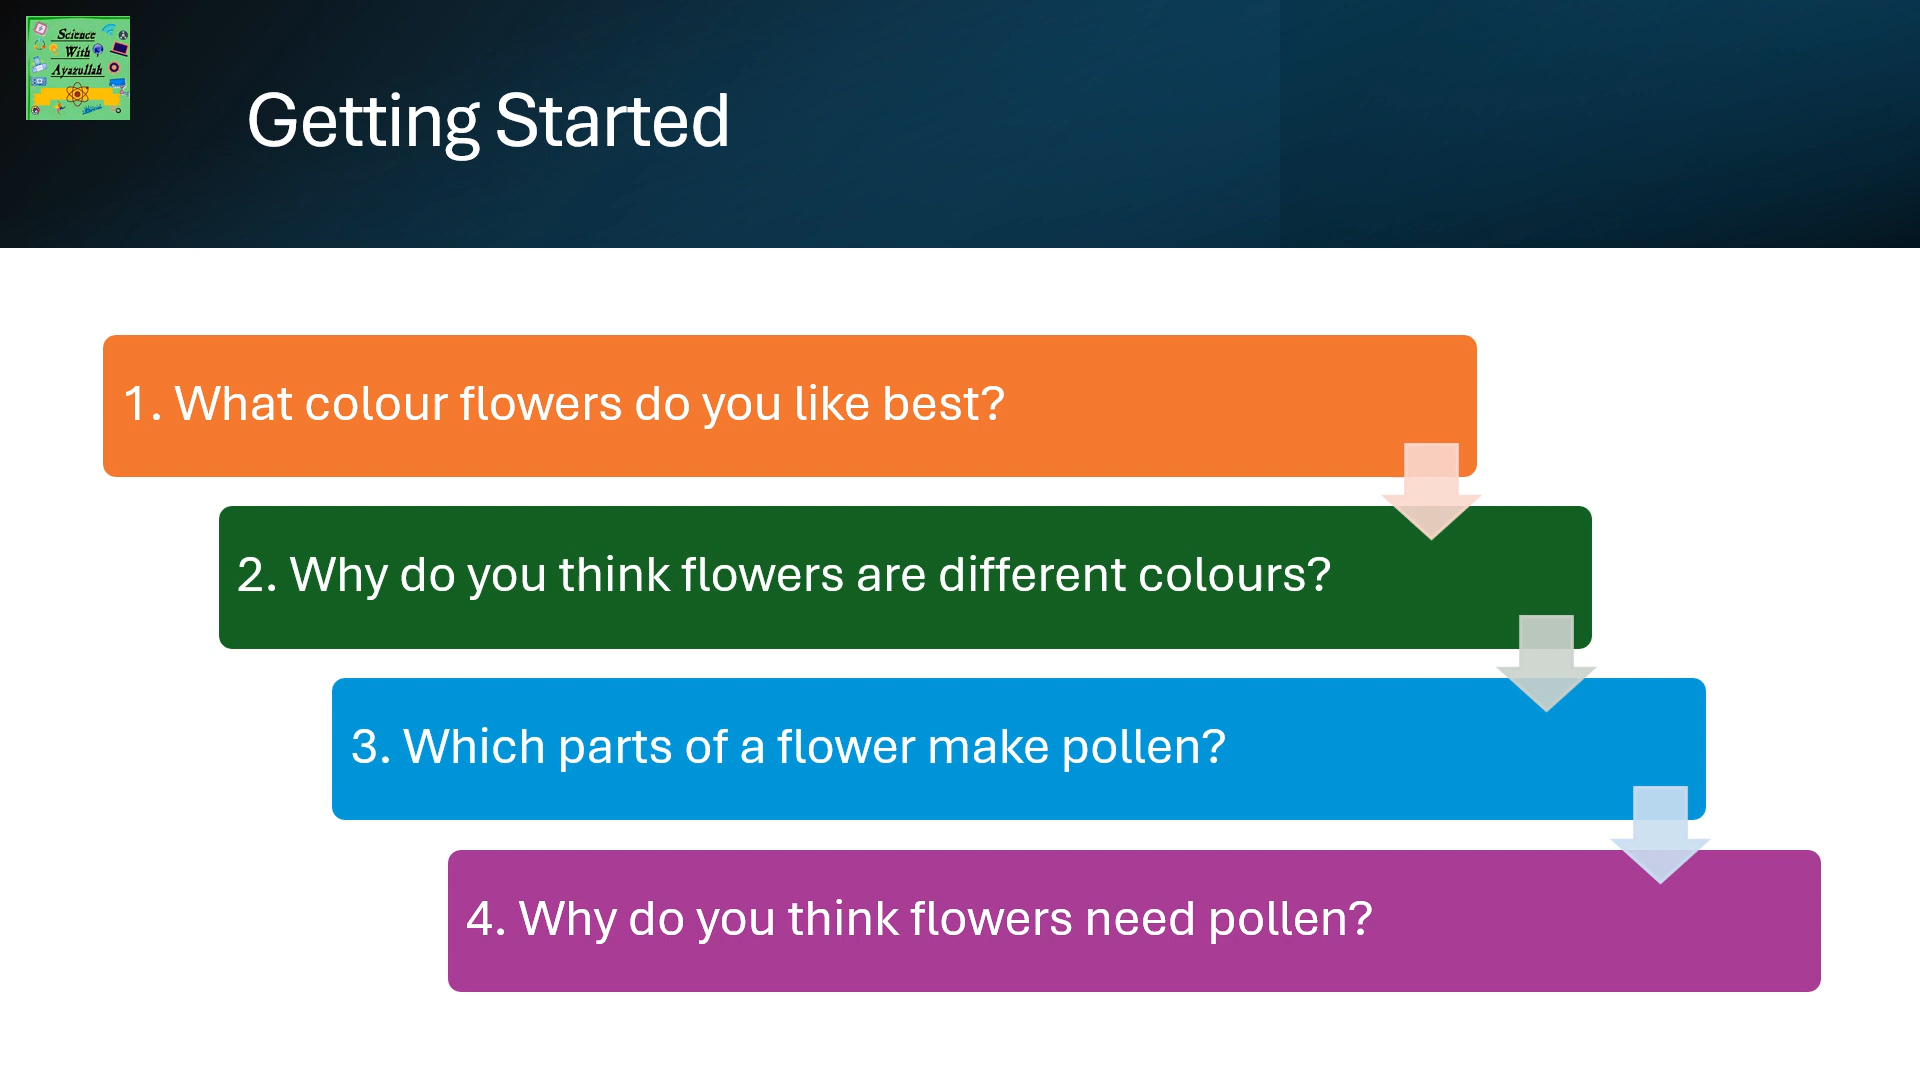 Science
With
Ayazullah
Getting Started
1. What colour flowers do you like best?
2. Why do you think flowers are different colours?
3. Which parts of a flower make pollen?
4. Why do you think flowers need pollen?